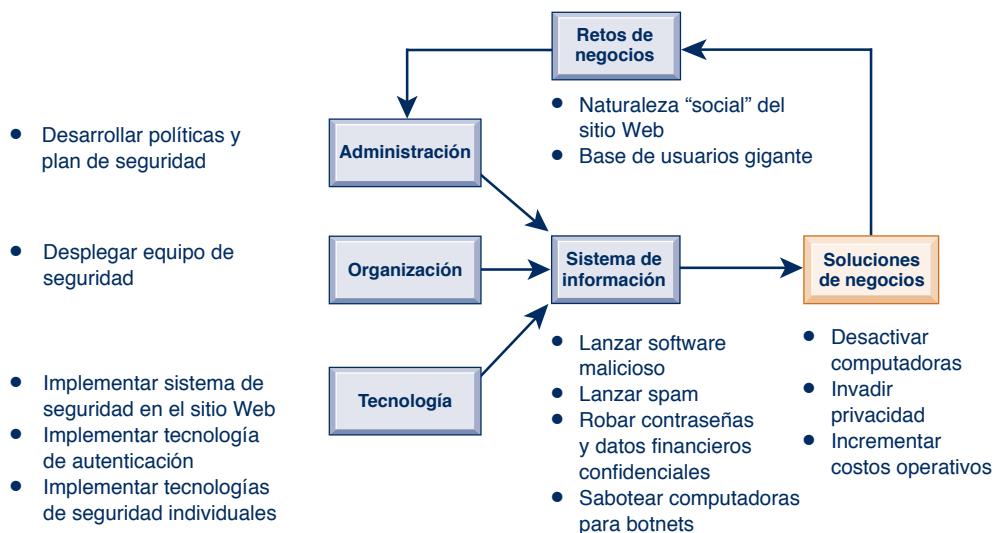 Retos de
negocios
• Naturaleza “social” del
sitio Web
• Base de usuarios gigante
• Desarrollar políticas y
plan de seguridad
Administración
• Desplegar equipo de
seguridad
Organización
Sistema de
información
Soluciones
de negocios
• Implementar sistema de
seguridad en el sitio Web
• Implementar tecnología
de autenticación
• Implementar tecnologías
de seguridad individuales
Tecnología
• Lanzar software
malicioso
• Lanzar spam
• Robar contraseñas
y datos financieros
confidenciales
• Sabotear computadoras
para botnets
• Desactivar
computadoras
• Invadir
privacidad
• Incrementar
costos operativos